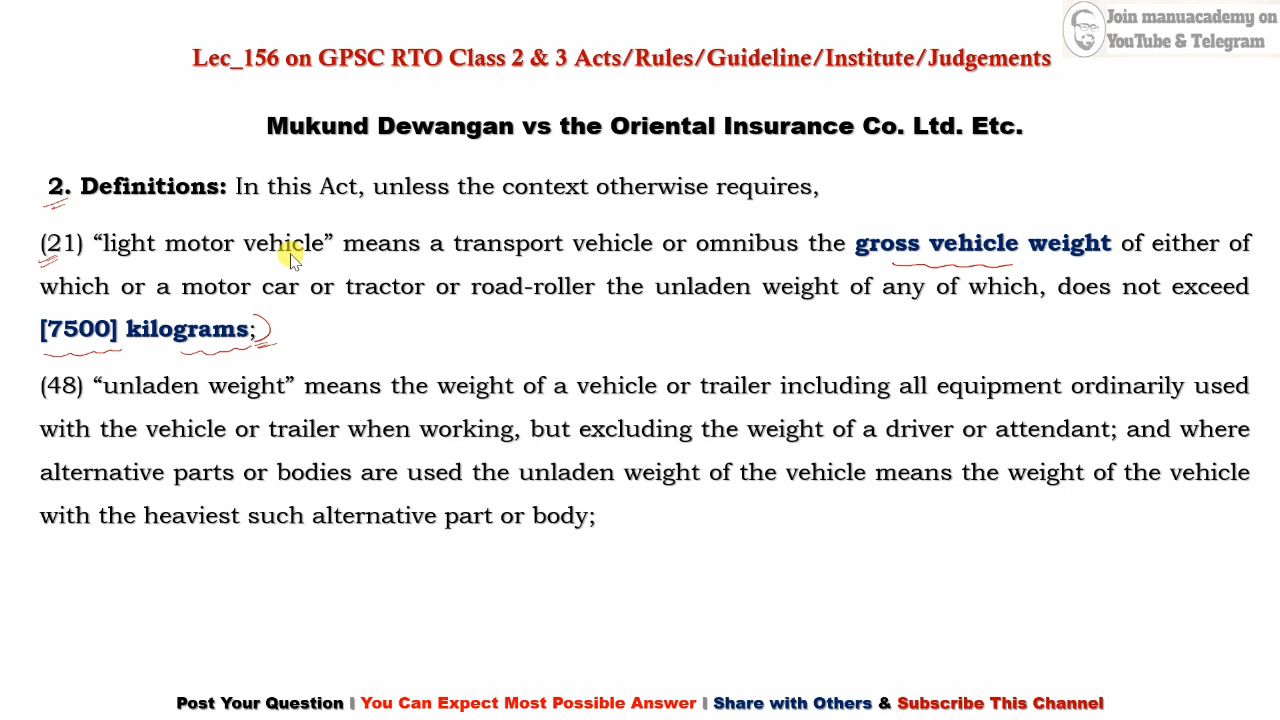 Join manuacademy on
YouTube & Telegram
Lec_156 on GPSC RTO Class 2 & 3 Acts/Rules/Guideline/Institute/Judgements
Mukund Dewangan vs the Oriental Insurance Co. Ltd. Etc.
2. Definitions: In this Act, unless the context otherwise requires,
(21) “light motor vehicle” means a transport vehicle or omnibus the gross vehicle weight of either of
which or a motor car or tractor or road-roller the unladen weight of any of which, does not exceed
[7500] kilograms;
(48) “unladen weight” means the weight of a vehicle or trailer including all equipment ordinarily used
with the vehicle or trailer when working, but excluding the weight of a driver or attendant; and where
alternative parts or bodies are used the unladen weight of the vehicle means the weight of the vehicle
with the heaviest such alternative part or body;
Post Your Question | You Can Expect Most Possible Answer | Share with Others & Subscribe This Channel